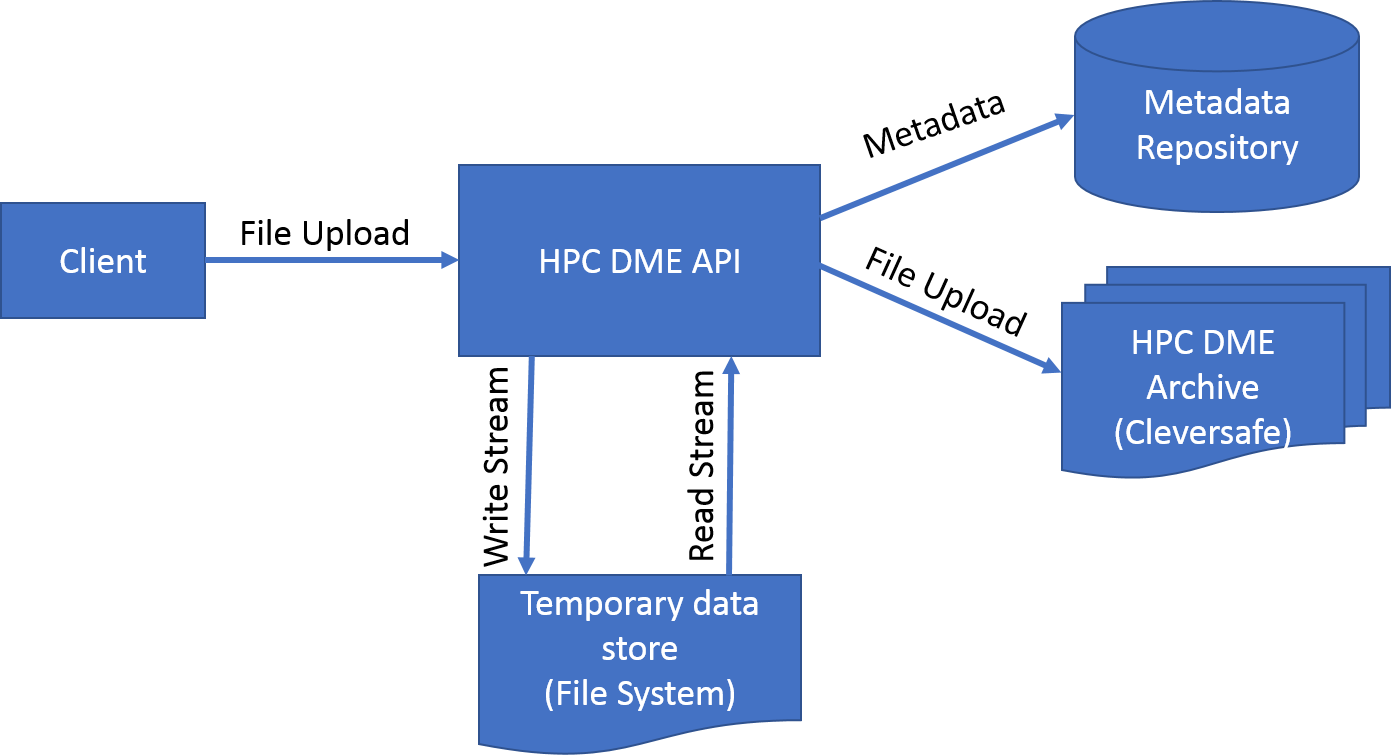 Client
File Upload
HPC DME API
Metadata
Metadata
Repository
File Upload
HPC DME
Archive
(Cleversafe)
Write Stream
Read Stream
Temporary data
store
(File System)